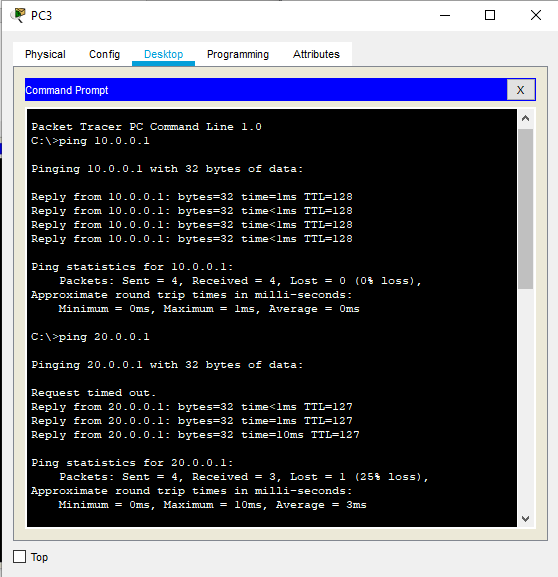 PC3
Physical Config Desktop Programming Attributes
Command Prompt
X
Packet Tracer PC Command Line 1.0
C:\>ping 10.0.0.1
Pinging 10.0.0.1 with 32 bytes of data:
Reply from 10.0.0.1: bytes=32 time=1ms TTL=128
Reply from 10.0.0.1: bytes=32 time<1ms TTL=128
Reply from 10.0.0.1: bytes=32 time<1ms TTL=128
Reply from 10.0.0.1: bytes=32 time<1ms TTL=128
Ping statistics for 10.0.0.1:
Packets: Sent = 4, Received = 4, Lost = 0 (0% loss),
Approximate round trip times in milli-seconds:
Minimum = 0ms, Maximum = 1ms, Average = 0ms
C:\>ping 20.0.0.1
Pinging 20.0.0.1 with 32 bytes of data:
Request timed out.
Reply from 20.0.0.1: bytes=32 time<1ms TTL=127
Reply from 20.0.0.1: bytes=32 time=1ms TTL=127
Reply from 20.0.0.1: bytes=32 time=10ms TTL=127
Ping statistics for 20.0.0.1:
Packets: Sent = 4, Received = 3, Lost = 1 (25% loss),
Approximate round trip times in milli-seconds:
Minimum = 0ms, Maximum = 10ms, Average = 3ms
Top